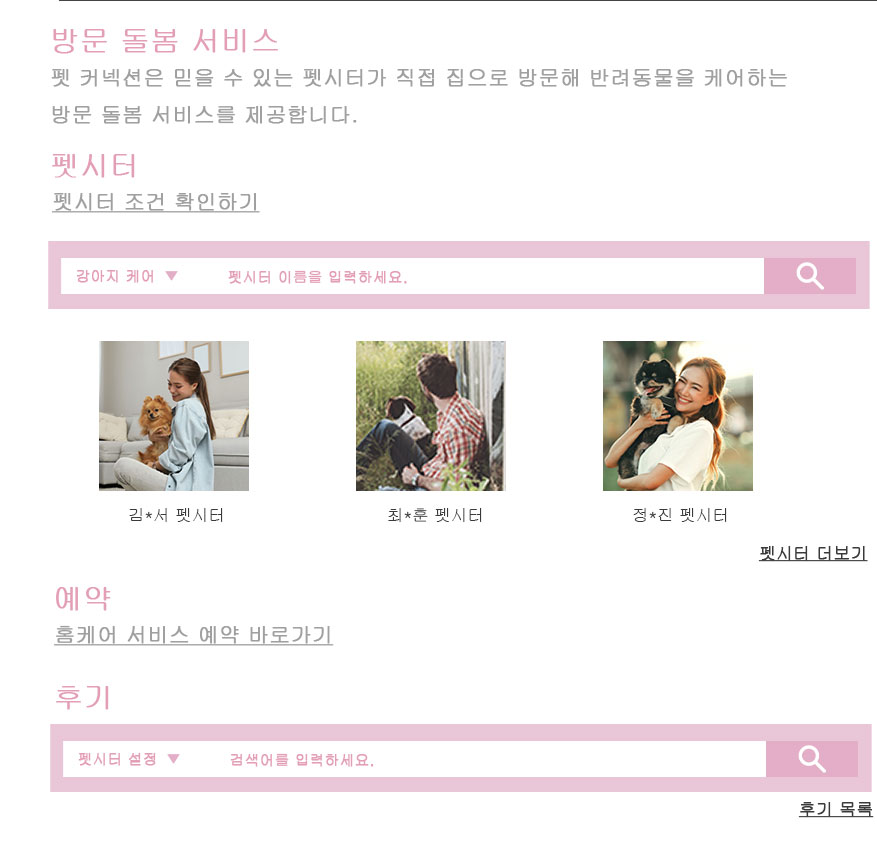 방문 돌봄 서비스
펫 커넥션은 믿을 수 있는 펫시터가 직접 집으로 방문해 반려동물을 케어하는
방문 돌봄 서비스를 제공합니다.
펫시터
펫시터 조건 확인하기
강아지 케어 ▼ 펫시터 이름을 입력하세요.
김*서 펫시터 최*훈 펫시터 정*진 펫시터
펫시터 더보기
예약
홈케어 서비스 예약 바로가기
후기
펫시터 설정 ▼ 검색어를 입력하세요.
후기 목록